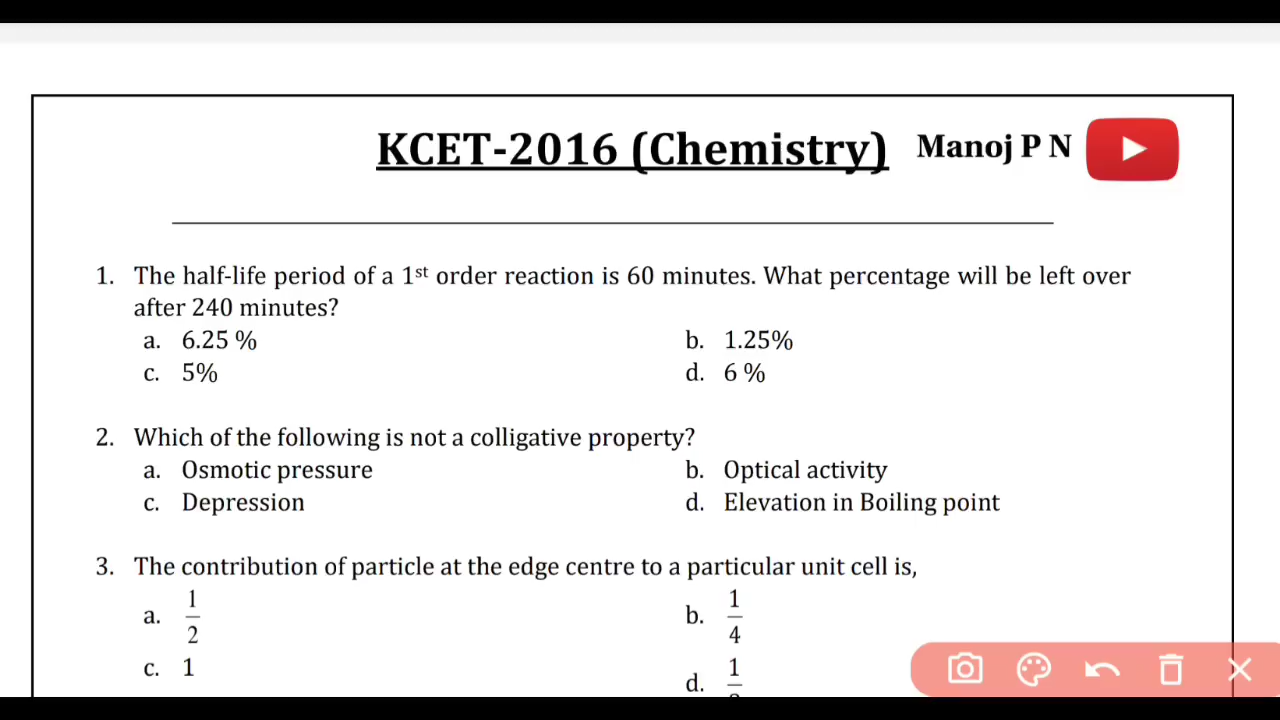 KCET-2016 (Chemistry) Manoj P N
1. The half-life period of a 1st order reaction is 60 minutes. What percentage will be left over
after 240 minutes?
a. 6.25 % b. 1.25%
c. 5% d. 6 %
2. Which of the following is not a colligative property?
a. Osmotic pressure b. Optical activity
c. Depression d. Elevation in Boiling point
3. The contribution of particle at the edge centre to a particular unit cell is,
a. 1/2 b. 1/4
c. 1 d. 1